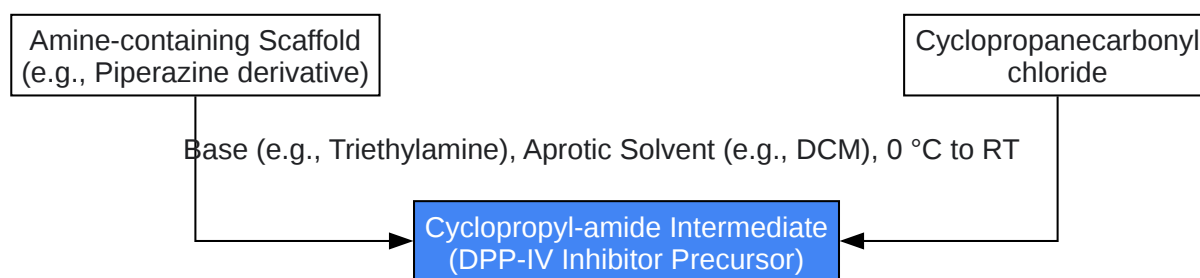 Amine-containing Scaffold
(e.g., Piperazine derivative)
Cyclopropanecarbonyl
chloride
Base (e.g., Triethylamine), Aprotic Solvent (e.g., DCM), 0 °C to RT
Cyclopropyl-amide Intermediate
(DPP-IV Inhibitor Precursor)